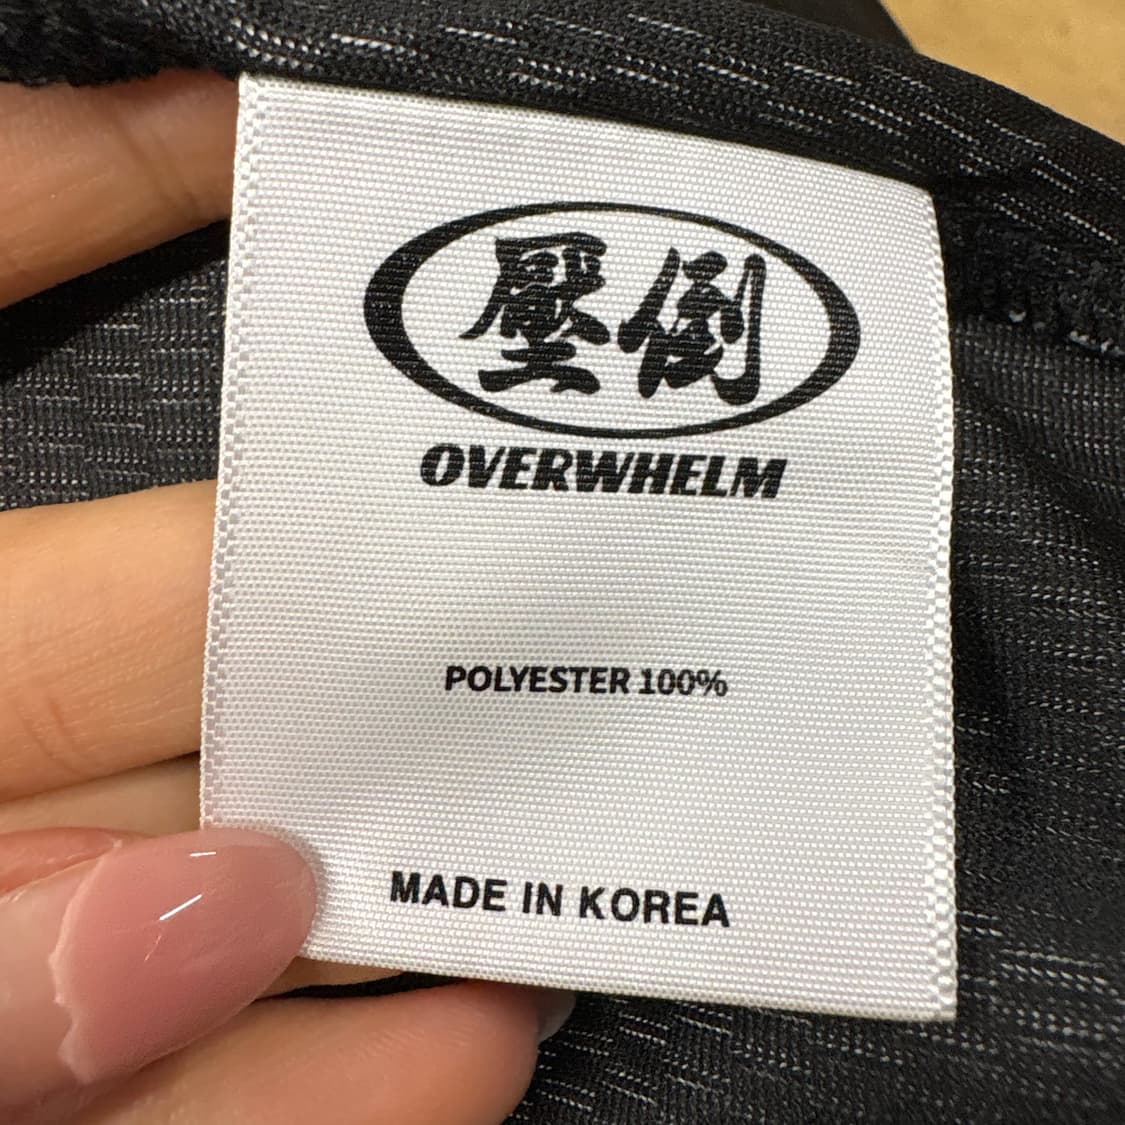 壓倒
OVERWHELM
POLYESTER 100%
MADE IN KOREA